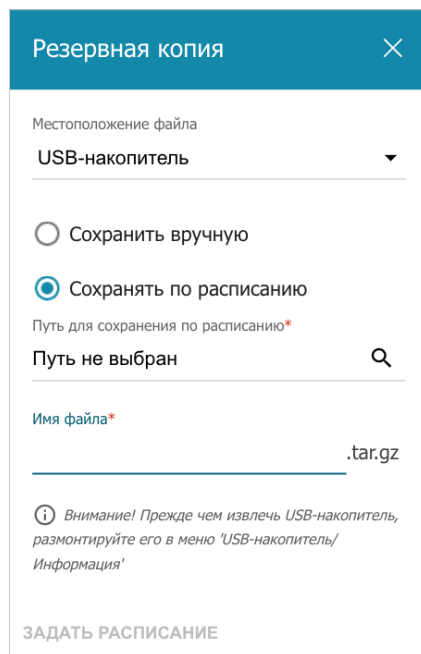 Резервная копия
Местоположение файла
USB-накопитель
Сохранить вручную
Сохранять по расписанию
Путь для сохранения по расписанию*
Путь не выбран
Имя файла*
.tar.gz
Внимание! Прежде чем извлечь USB-накопитель,
размонтируйте его в меню 'USB-накопитель/
Информация'
ЗАДАТЬ РАСПИСАНИЕ